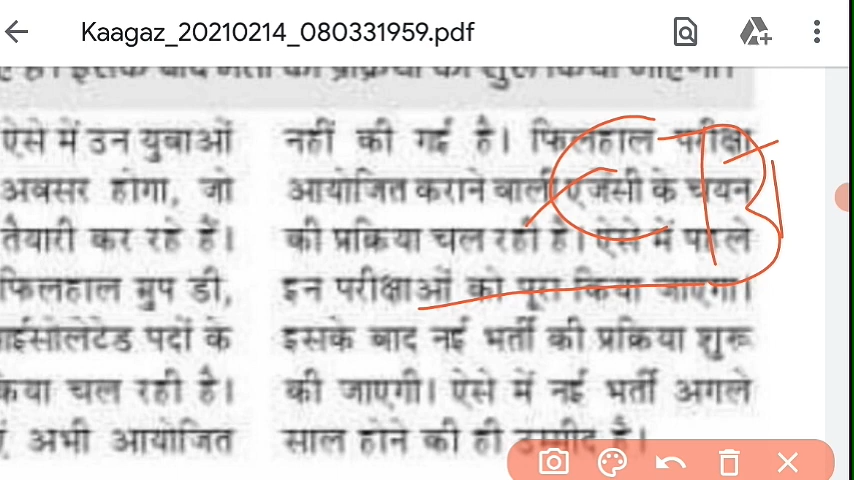 Kaagaz_20210214_080331959.pdf
ऐसे में उन युवाओं
अवसर होगा, जो
तैयारी कर रहे हैं।
फिलहाल ग्रुप डी,
आईसोलेटेड पदों के
चल रही है।
अभी आयोजित
नहीं की गई है। फिलहाल परीक्षा
आयोजित कराने वाली एजेंसी के चयन
की प्रक्रिया चल रही है। ऐसे में पहले
इन परीक्षाओं को पूरा किया जाएगा।
इसके बाद नई भर्ती की प्रक्रिया शुरू
की जाएगी। ऐसे में नई भर्ती अगले
साल होने की ही उम्मीद है।